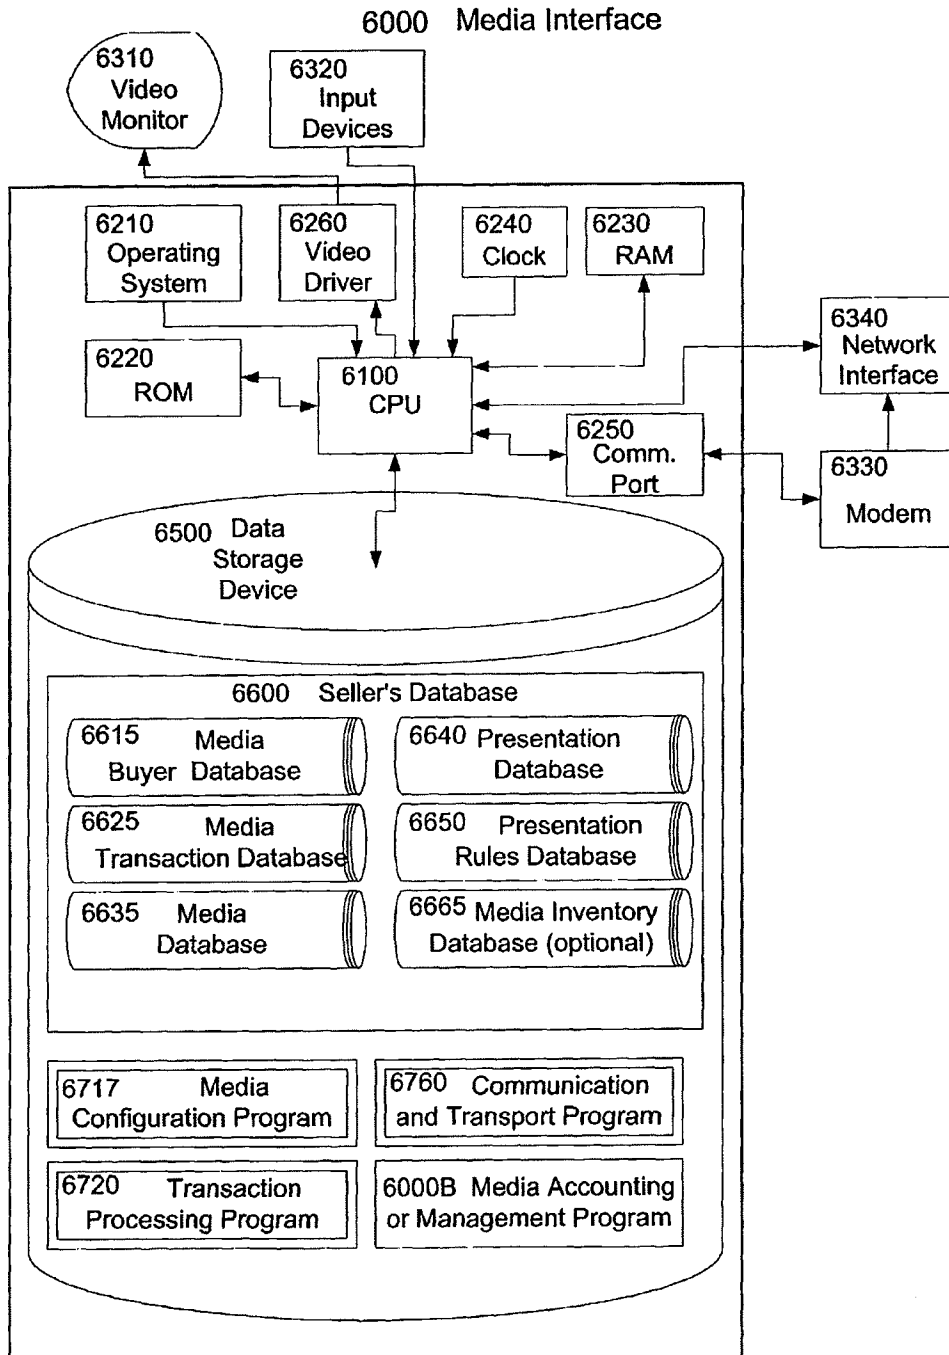 6000 Media Interface
6310
Video
Monitor
6320
Input
Devices
6210
Operating
System
6260
Video
Driver
6240
Clock
6230
RAM
6340
Network
Interface
6220
ROM
6100
CPU
6250
Comm.
Port
6330
Modem
6500 Data
Storage
Device
6600 Seller's Database
6615 Media
Buyer Database
6640 Presentation
Database
6625 Media
Transaction Database
6650 Presentation
Rules Database
6635 Media
Database
6665 Media Inventory
Database (optional)
6717 Media
Configuration Program
6760 Communication
and Transport Program
6720 Transaction
Processing Program
6000B Media Accounting
or Management Program